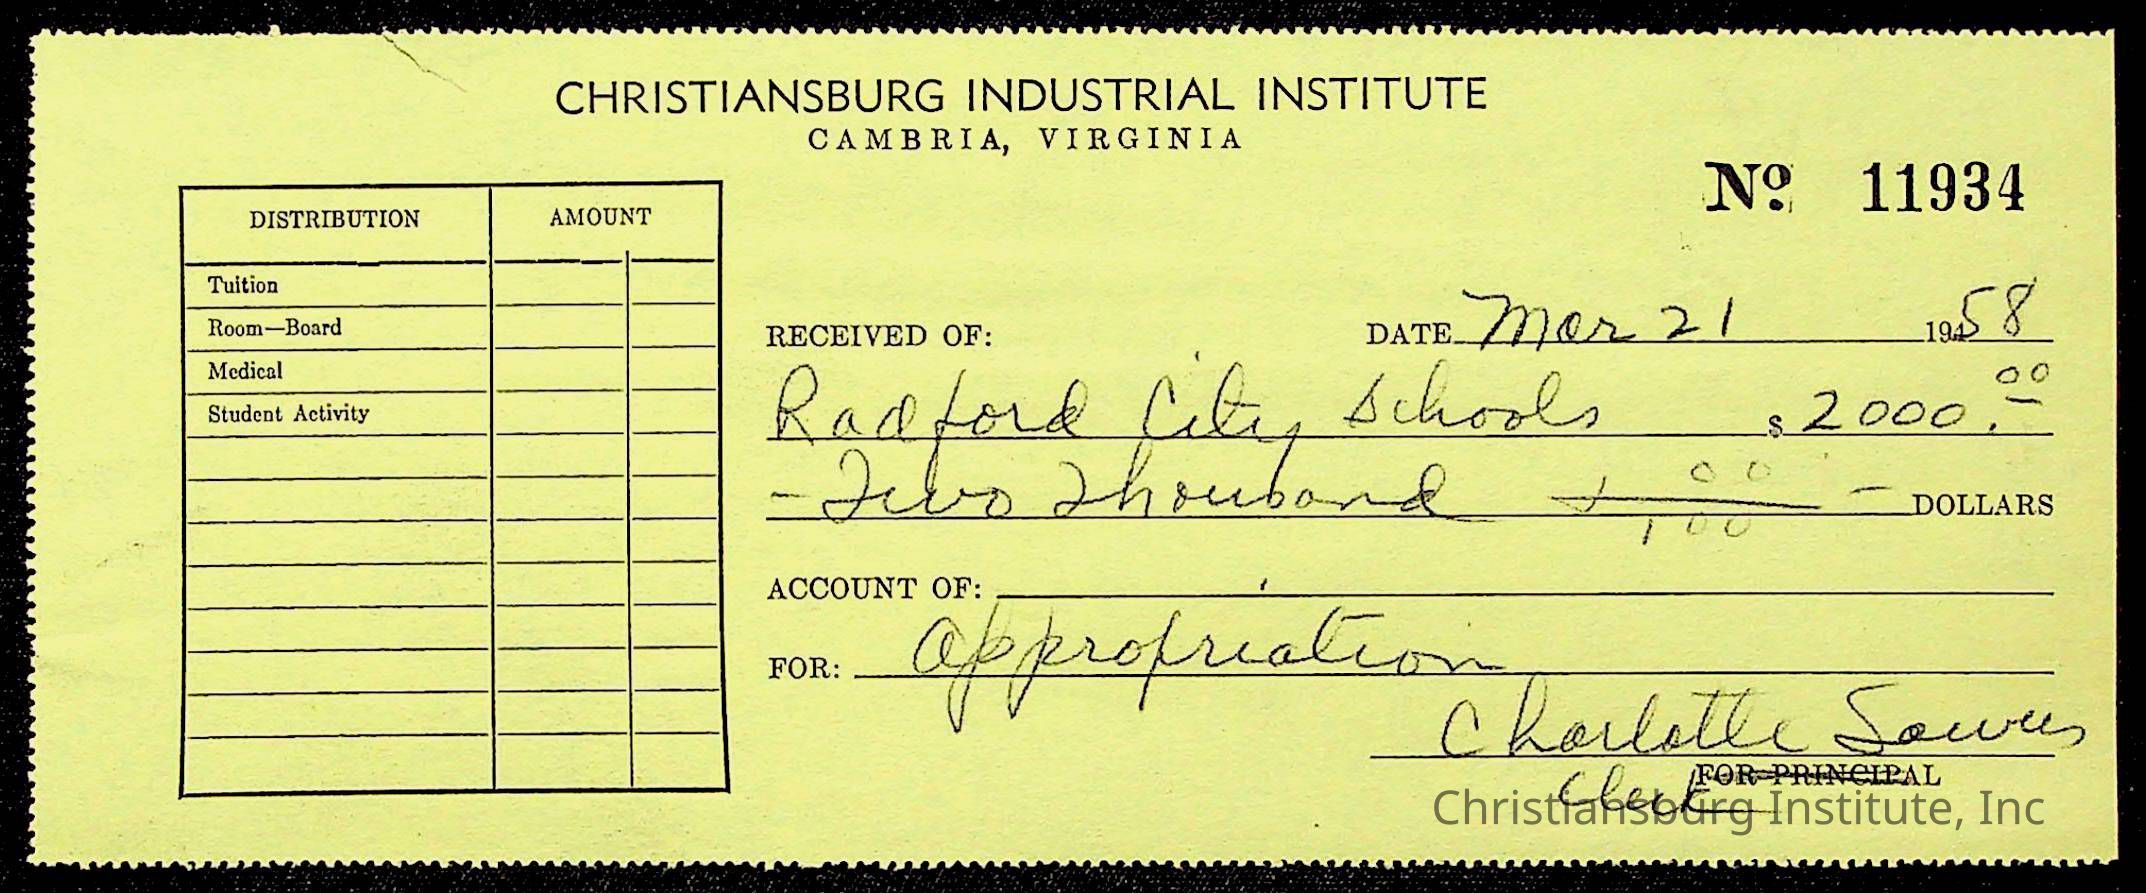 CHRISTIANSBURG INDUSTRIAL INSTITUTE
CAMBRIA, VIRGINIA
Nº 11934
DISTRIBUTION AMOUNT
Tuition
Room—Board
Medical
Student Activity
RECEIVED OF: DATE Mar 21 19458
Radford City Schools $ 2000.00
- Two Thousand + 00/100 - DOLLARS
ACCOUNT OF:
FOR: Appropriation
Charlotte Sowers
FOR PRINCIPAL
Clerk
Christiansburg Institute, Inc